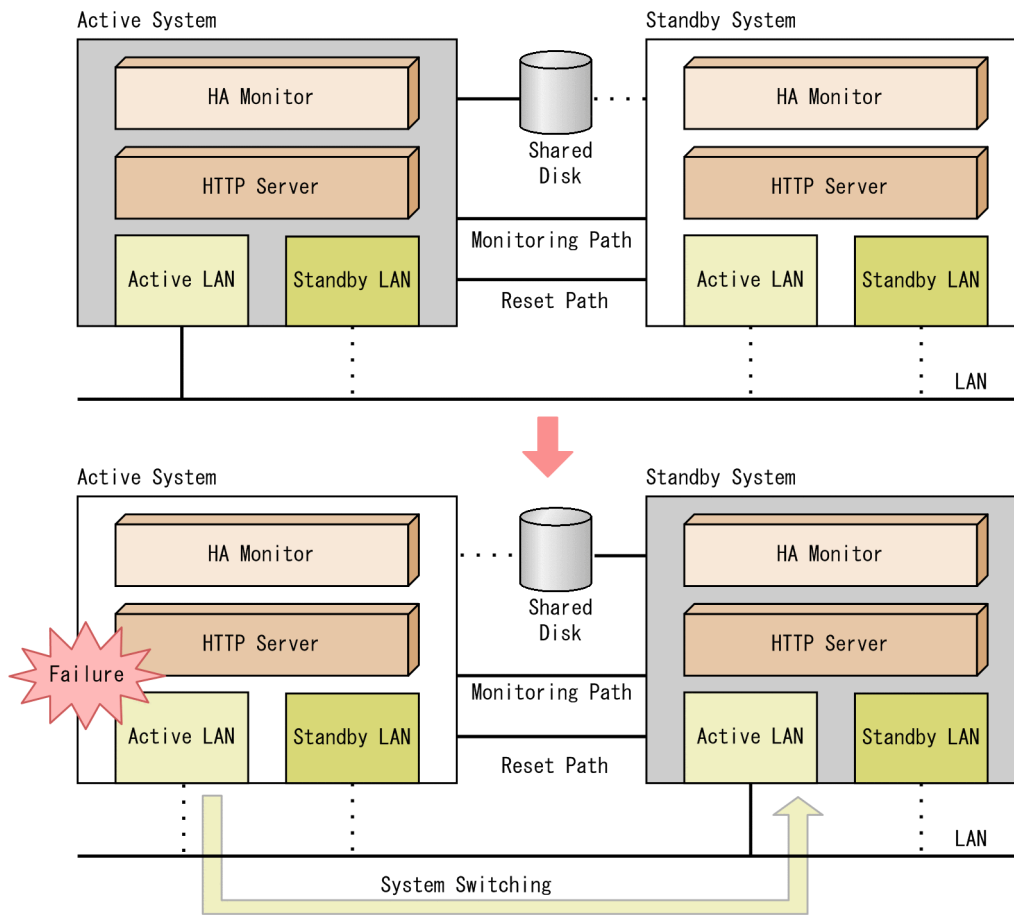 Active System
Standby System
HA Monitor
HA Monitor
Shared
Disk
HTTP Server
HTTP Server
Monitoring Path
Active LAN
Standby LAN
Active LAN
Standby LAN
Reset Path
LAN
Active System
Standby System
HA Monitor
HA Monitor
Shared
Disk
HTTP Server
HTTP Server
Failure
Monitoring Path
Active LAN
Standby LAN
Active LAN
Standby LAN
Reset Path
LAN
System Switching